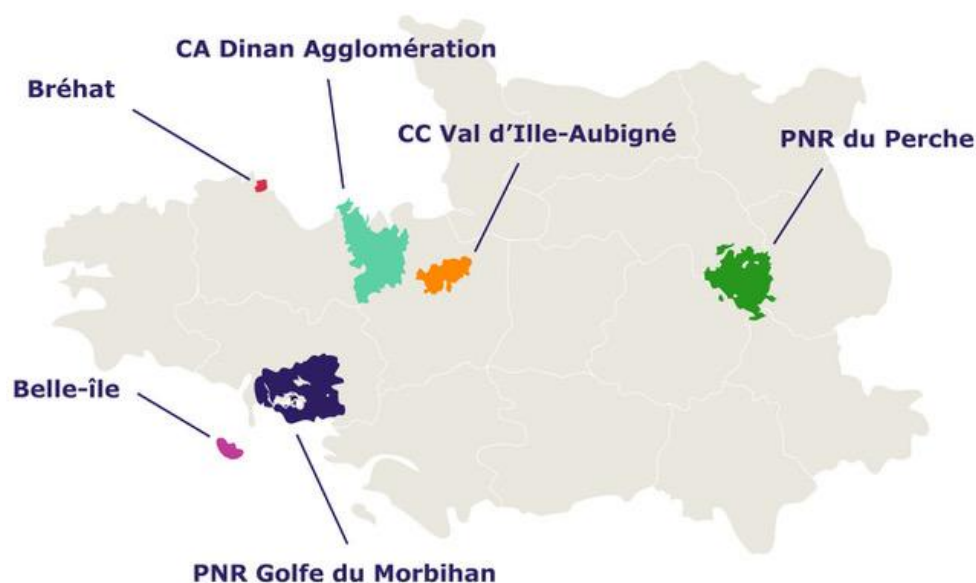 CA Dinan Agglomération
Bréhat
CC Val d'Ille-Aubigné
PNR du Perche
Belle-île
PNR Golfe du Morbihan